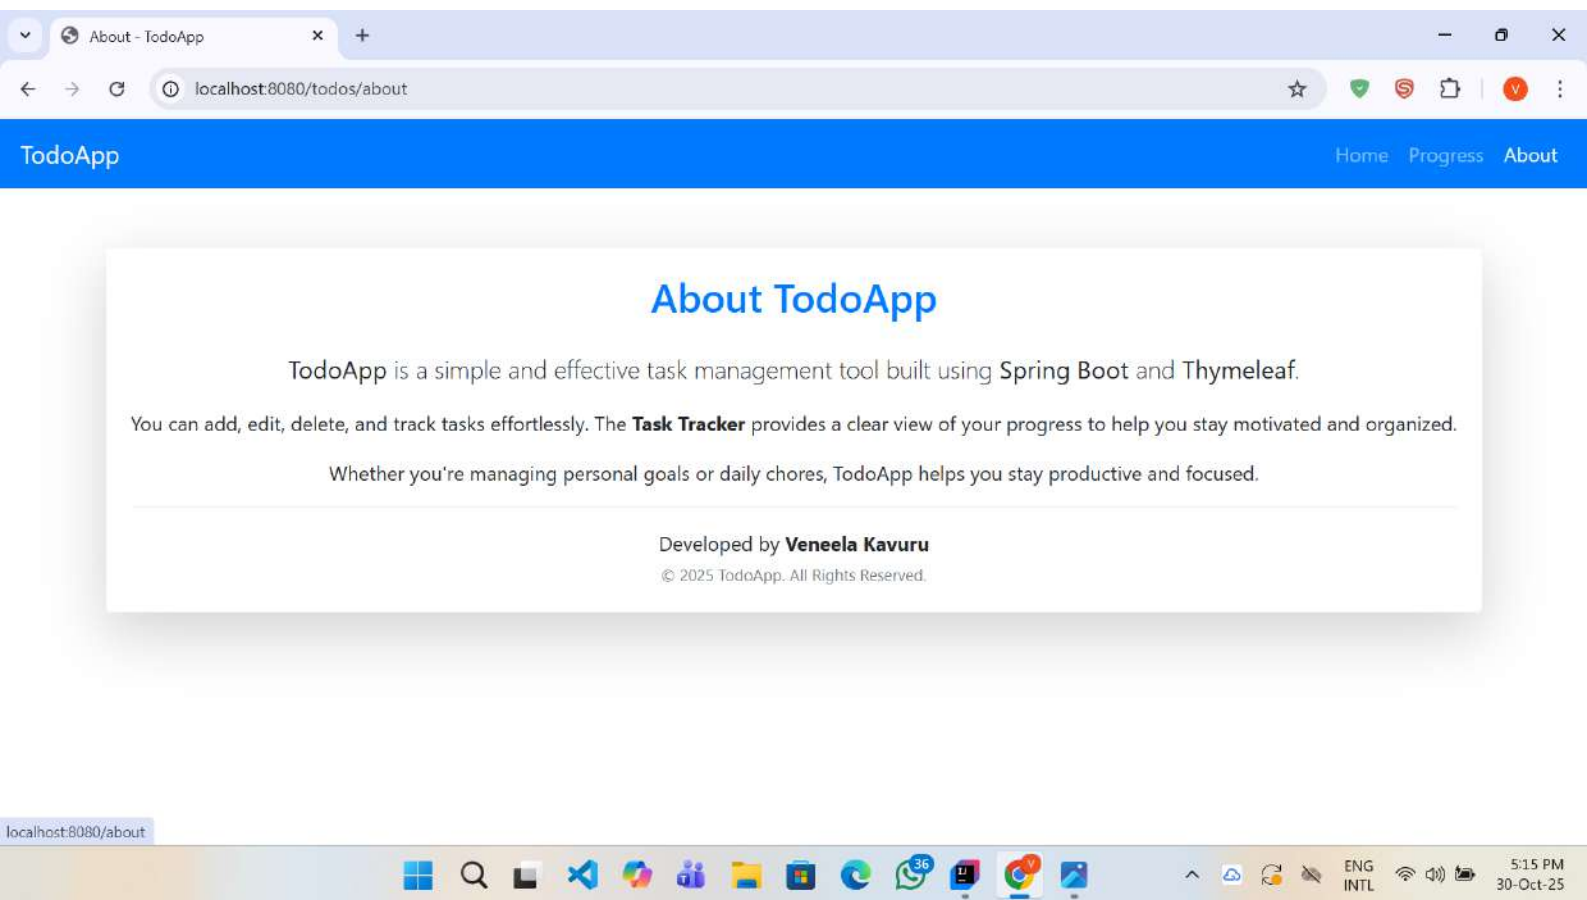 About - TodoApp
localhost:8080/todos/about
V
TodoApp
Home Progress About
About TodoApp
TodoApp is a simple and effective task management tool built using Spring Boot and Thymeleaf.
You can add, edit, delete, and track tasks effortlessly. The Task Tracker provides a clear view of your progress to help you stay motivated and organized.
Whether you're managing personal goals or daily chores, TodoApp helps you stay productive and focused.
Developed by Veneela Kavuru
© 2025 TodoApp. All Rights Reserved.
localhost:8080/about
36
V
ENG
INTL
5:15 PM
30-Oct-25